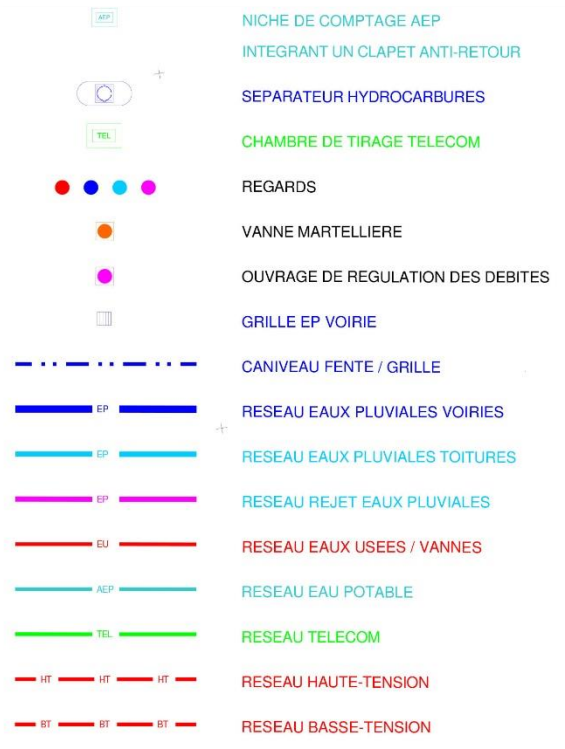 AEP NICHE DE COMPTAGE AEP
INTEGRANT UN CLAPET ANTI-RETOUR
SEPARATEUR HYDROCARBURES
TEL CHAMBRE DE TIRAGE TELECOM
REGARDS
VANNE MARTELLIERE
OUVRAGE DE REGULATION DES DEBITES
GRILLE EP VOIRIE
CANIVEAU FENTE / GRILLE
EP RESEAU EAUX PLUVIALES VOIRIES
EP RESEAU EAUX PLUVIALES TOITURES
EP RESEAU REJET EAUX PLUVIALES
EU RESEAU EAUX USEES / VANNES
AEP RESEAU EAU POTABLE
TEL RESEAU TELECOM
HT HT HT RESEAU HAUTE-TENSION
BT BT BT RESEAU BASSE-TENSION